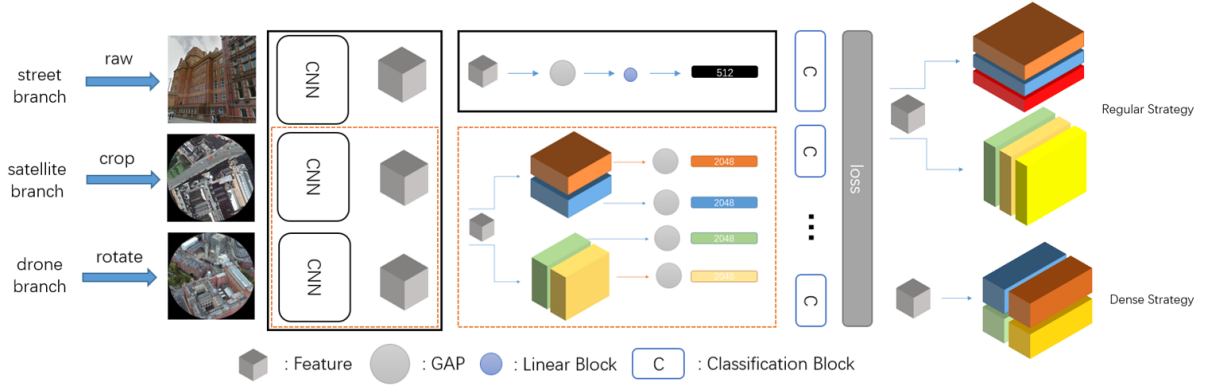 street
branch
raw
CNN
512
C
Regular Strategy
satellite
branch
crop
CNN
2048
2048
C
loss
...
drone
branch
rotate
CNN
2048
2048
C
Dense Strategy
: Feature
: GAP
: Linear Block
C
: Classification Block